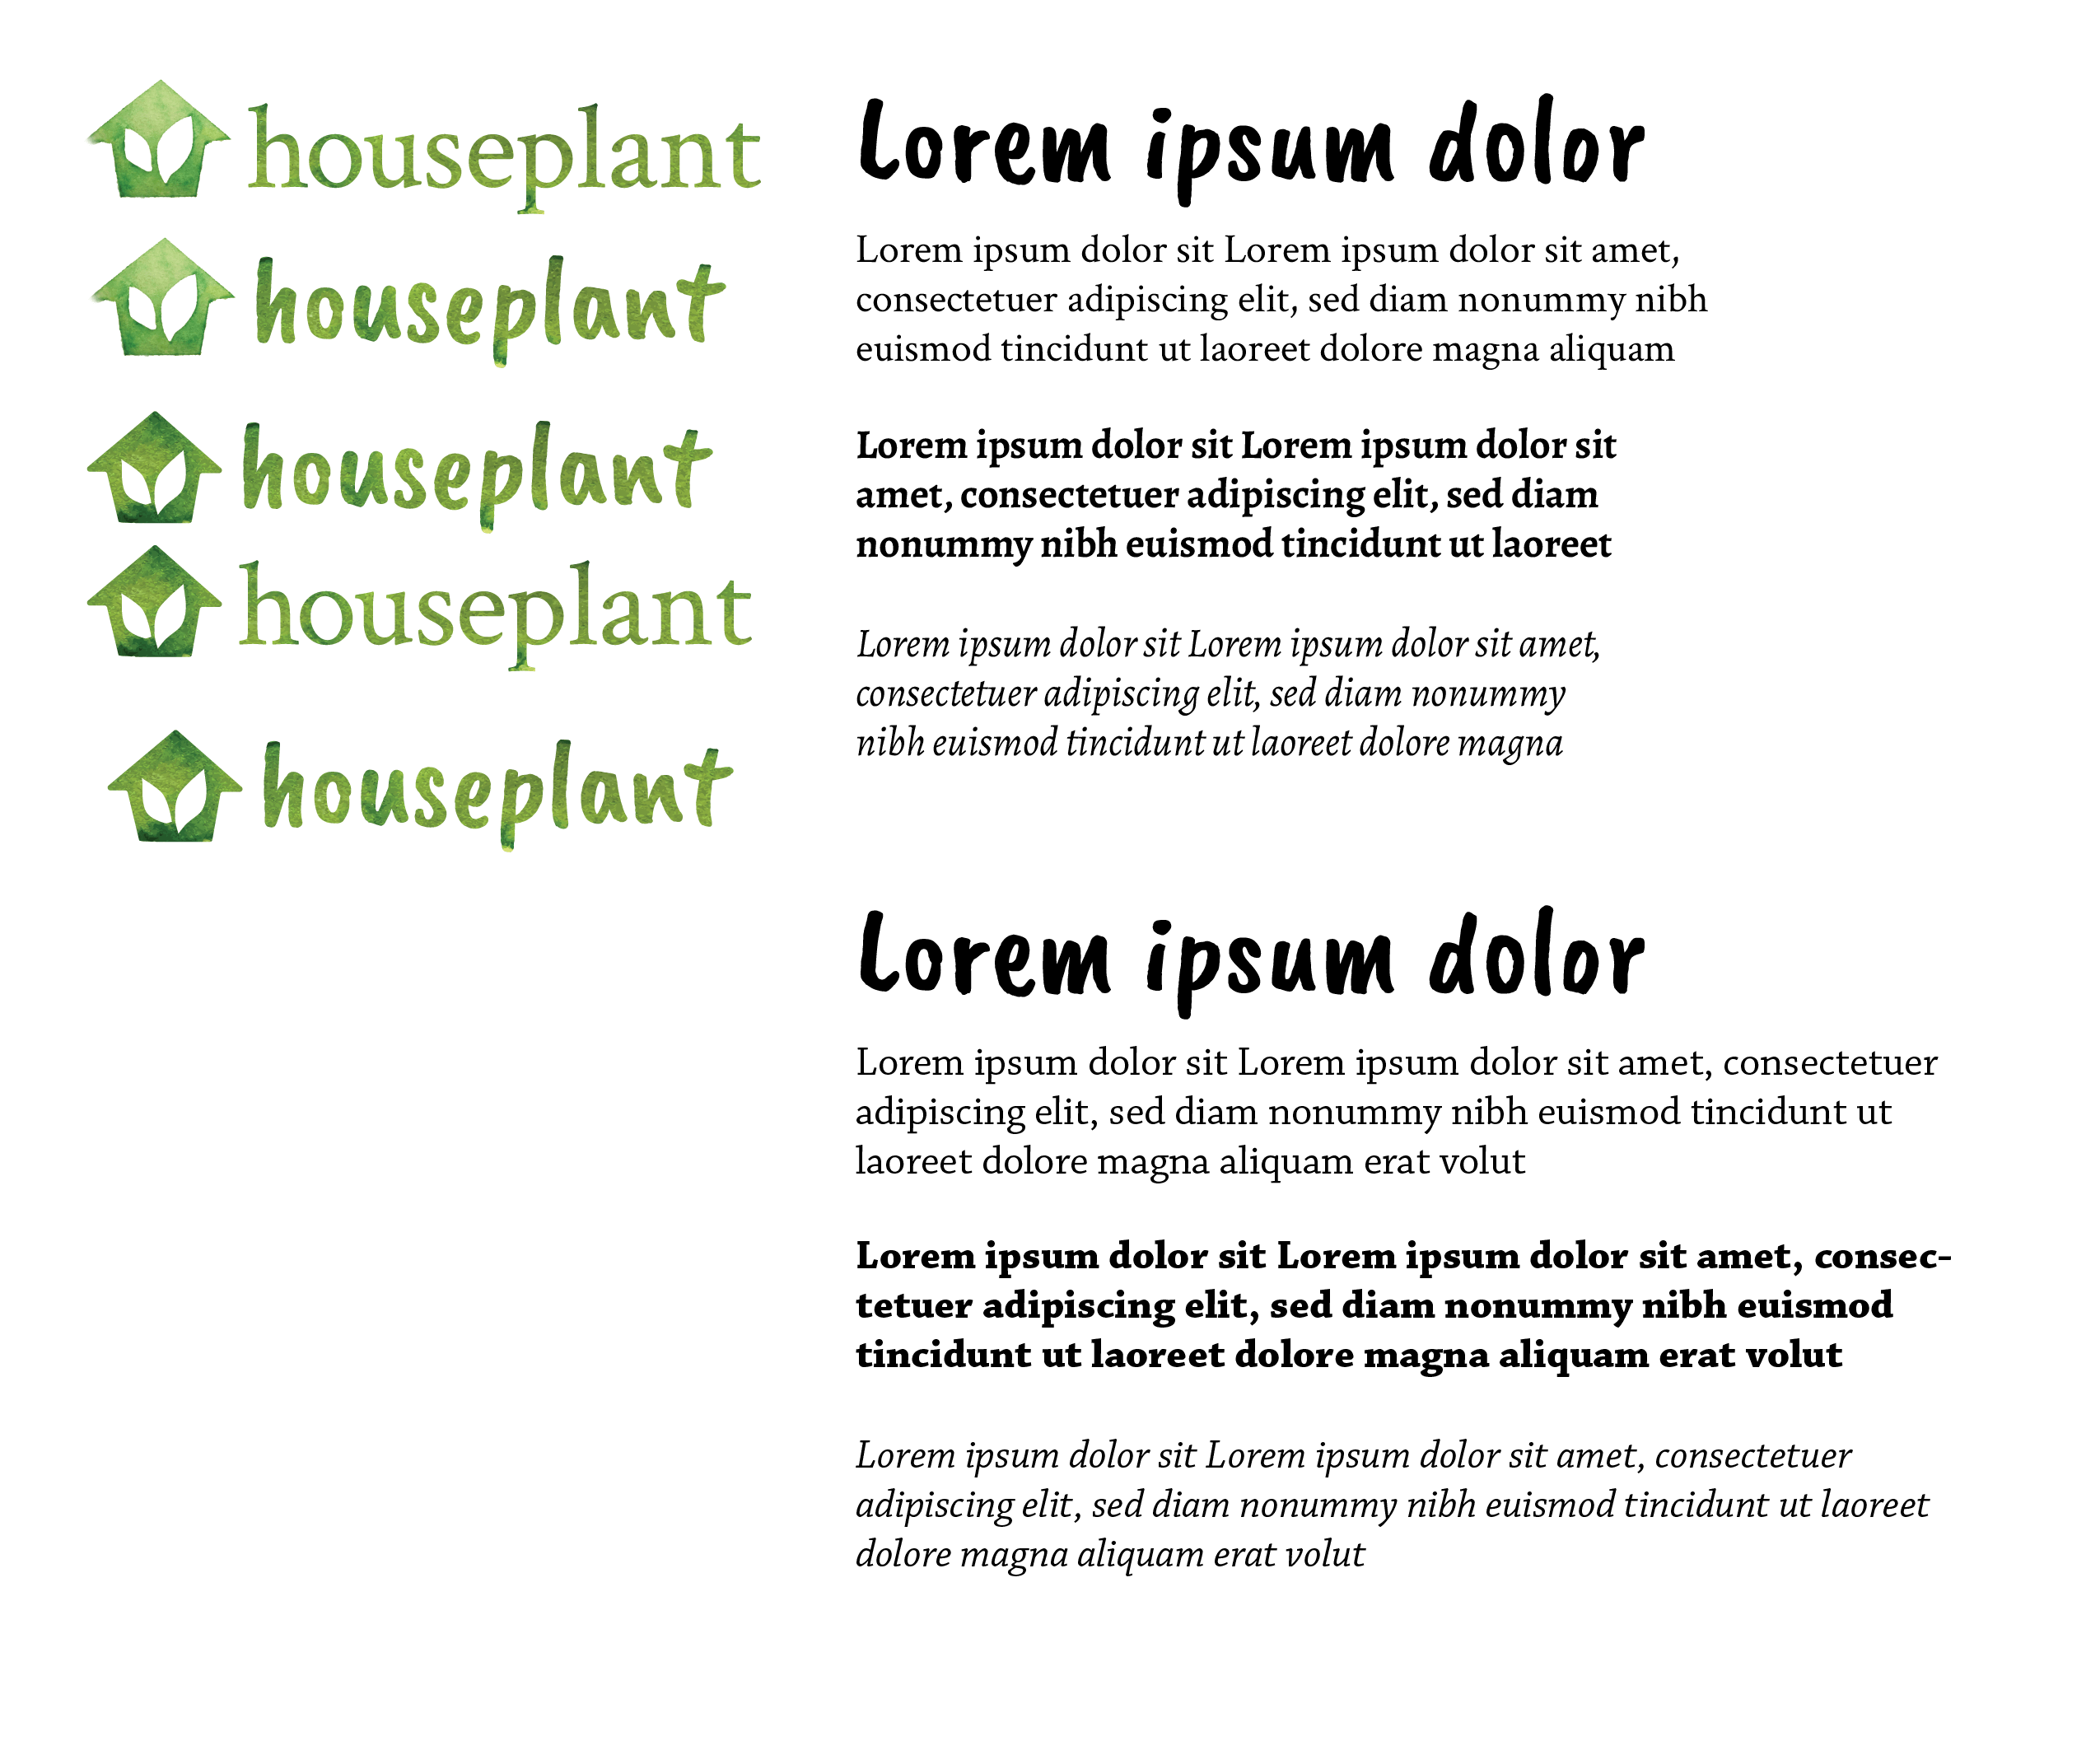 houseplant
houseplant
houseplant
houseplant
houseplant
Lorem ipsum dolor
Lorem ipsum dolor sit Lorem ipsum dolor sit amet,
consectetuer adipiscing elit, sed diam nonummy nibh
euismod tincidunt ut laoreet dolore magna aliquam
Lorem ipsum dolor sit Lorem ipsum dolor sit
amet, consectetuer adipiscing elit, sed diam
nonummy nibh euismod tincidunt ut laoreet
Lorem ipsum dolor sit Lorem ipsum dolor sit amet,
consectetuer adipiscing elit, sed diam nonummy
nibh euismod tincidunt ut laoreet dolore magna
Lorem ipsum dolor
Lorem ipsum dolor sit Lorem ipsum dolor sit amet, consectetuer
adipiscing elit, sed diam nonummy nibh euismod tincidunt ut
laoreet dolore magna aliquam erat volut
Lorem ipsum dolor sit Lorem ipsum dolor sit amet, consec-
tetuer adipiscing elit, sed diam nonummy nibh euismod
tincidunt ut laoreet dolore magna aliquam erat volut
Lorem ipsum dolor sit Lorem ipsum dolor sit amet, consectetuer
adipiscing elit, sed diam nonummy nibh euismod tincidunt ut laoreet
dolore magna aliquam erat volut